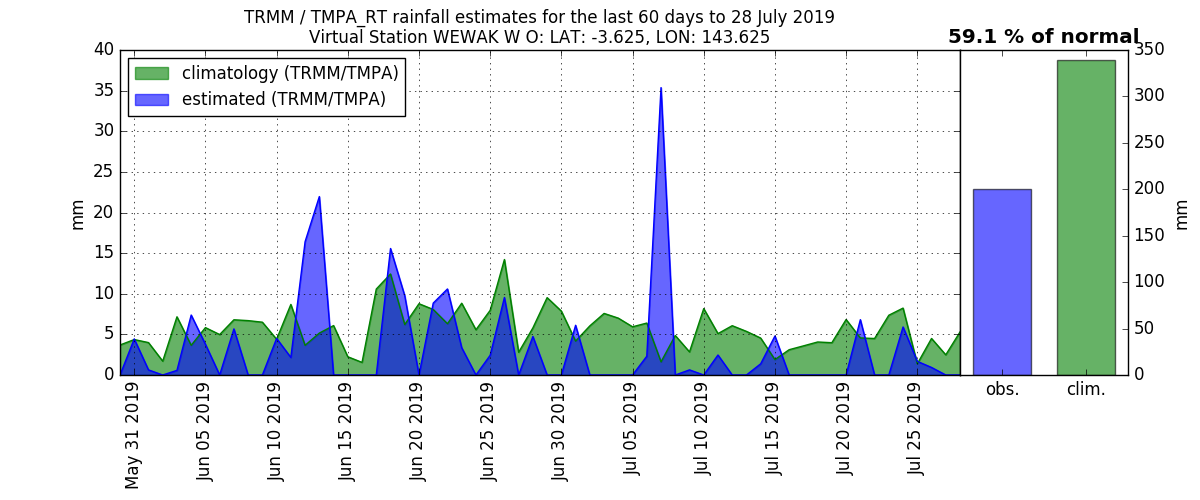 TRMM / TMPA_RT rainfall estimates for the last 60 days to 28 July 2019
Virtual Station WEWAK W O: LAT: -3.625, LON: 143.625
59.1 % of normal
climatology (TRMM/TMPA)
estimated (TRMM/TMPA)
40
35
30
25
20
15
10
5
0
mm
350
300
250
200
150
100
50
0
mm
May 31 2019
Jun 05 2019
Jun 10 2019
Jun 15 2019
Jun 20 2019
Jun 25 2019
Jun 30 2019
Jul 05 2019
Jul 10 2019
Jul 15 2019
Jul 20 2019
Jul 25 2019
obs.
clim.